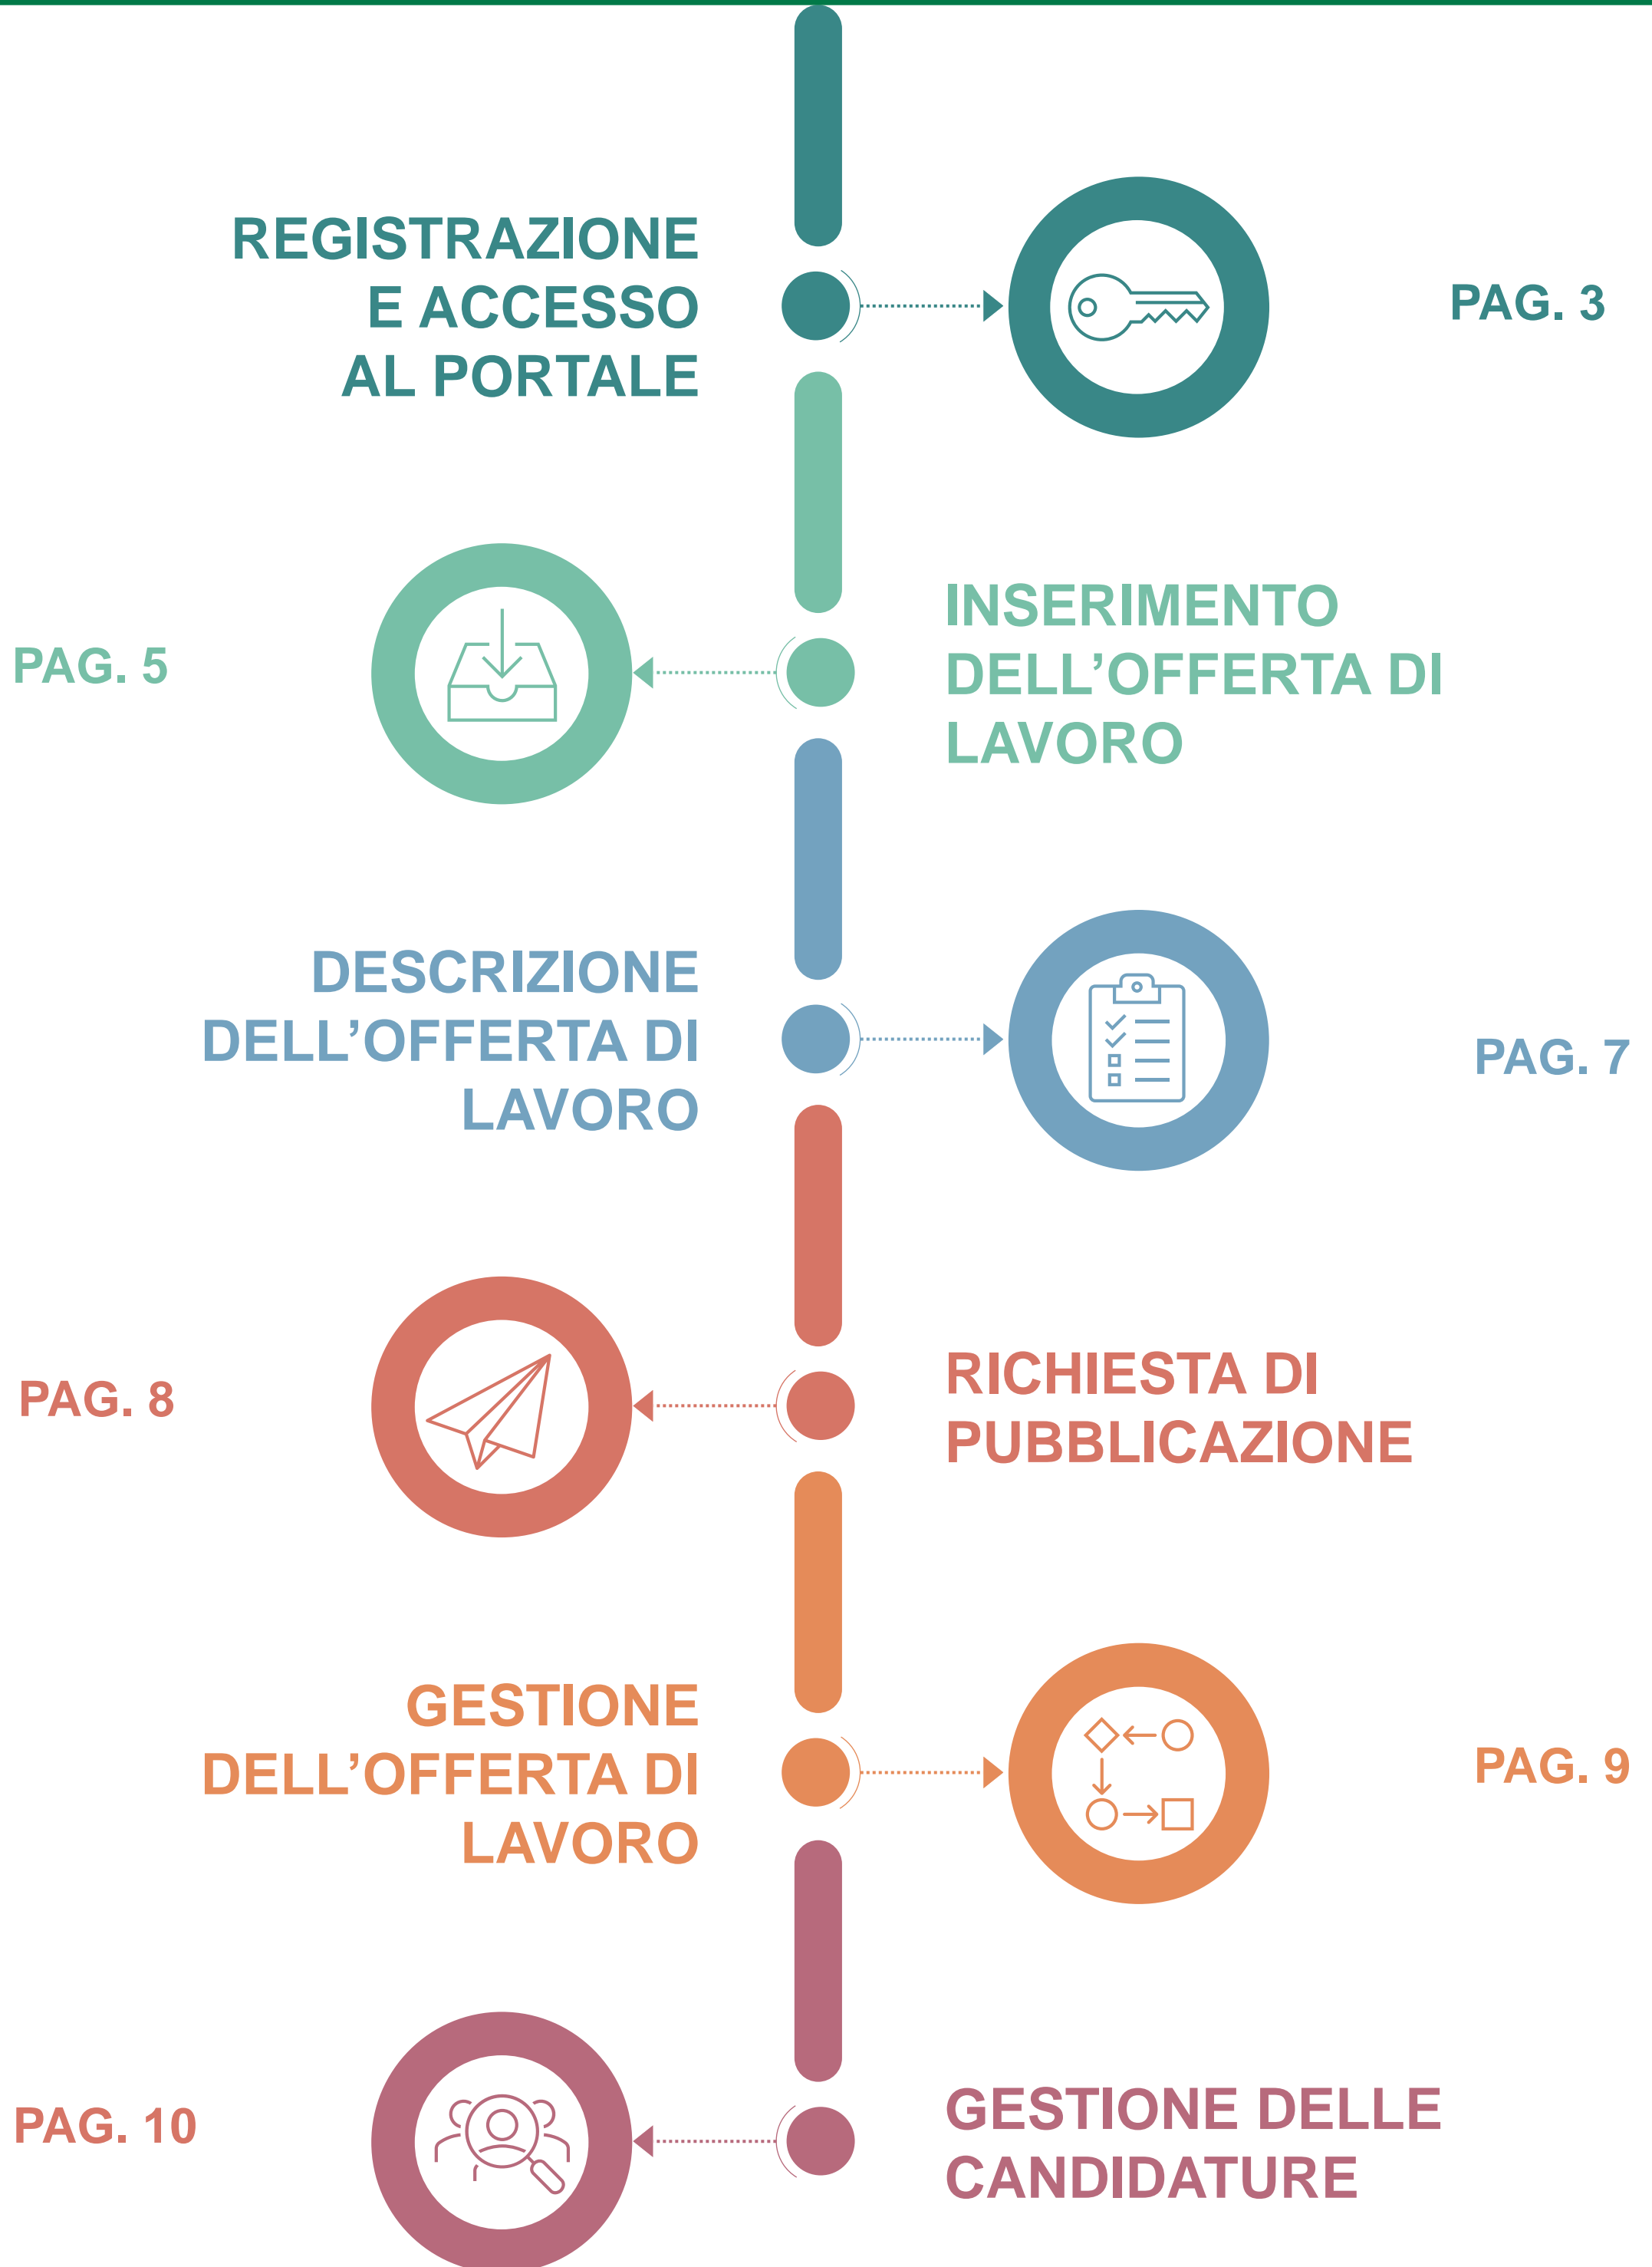 REGISTRAZIONE
E ACCESSO
AL PORTALE
PAG. 3
PAG. 5
INSERIMENTO
DELL’OFFERTA DI
LAVORO
DESCRIZIONE
DELL’OFFERTA DI
LAVORO
PAG. 7
PAG. 8
RICHIESTA DI
PUBBLICAZIONE
GESTIONE
DELL’OFFERTA DI
LAVORO
PAG. 9
PAG. 10
GESTIONE DELLE
CANDIDATURE